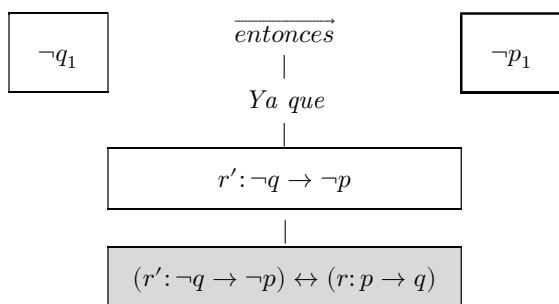 ¬q₁ entonces ¬p₁
Ya que
r′: ¬q → ¬p
(r′: ¬q → ¬p) ↔ (r: p → q)